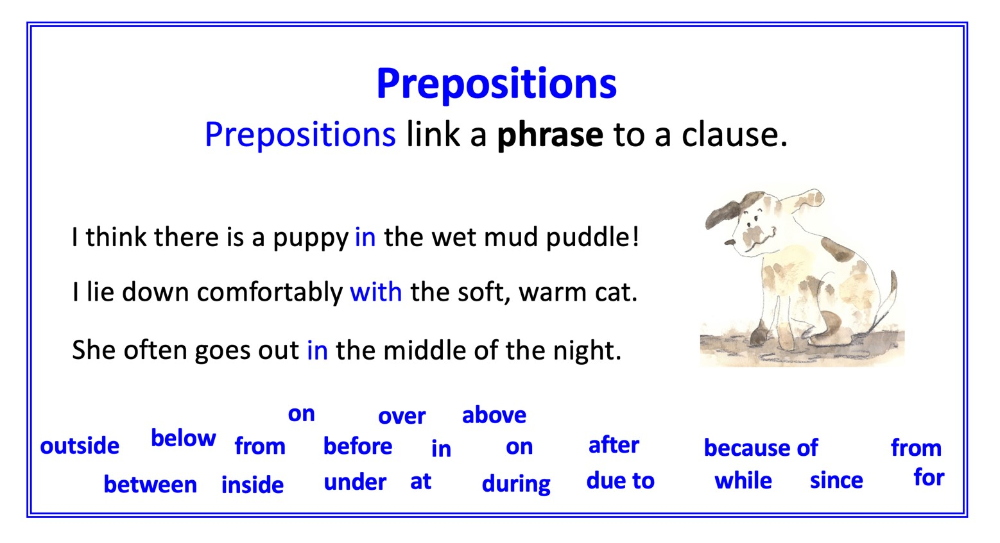 Prepositions
Prepositions link a phrase to a clause.
I think there is a puppy in the wet mud puddle!
I lie down comfortably with the soft, warm cat.
She often goes out in the middle of the night.
on over above
outside below from before in on after because of from
between inside under at during due to while since for